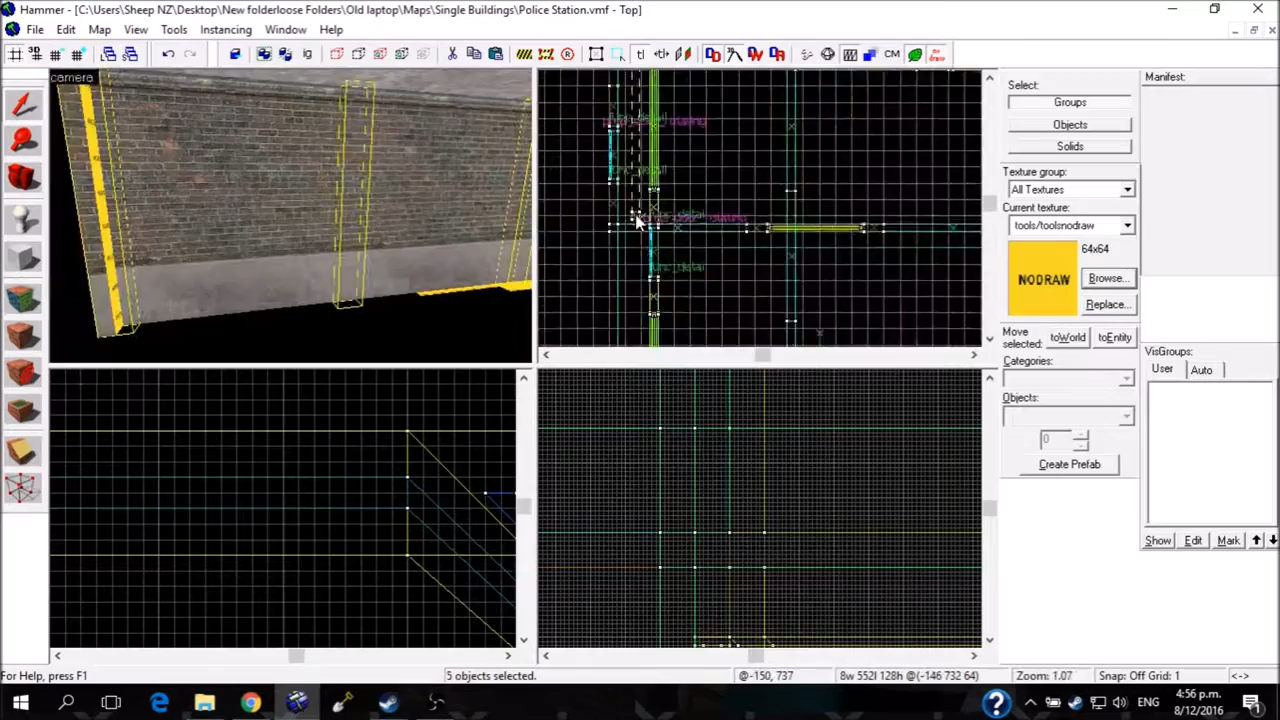 Hammer - [C:\Users\Sheep NZ\Desktop\New folderloose Folders\Old laptop\Maps\Single Buildings\Police Station.vmf - Top]
File Edit Map View Tools Instancing Window Help
camera
Select:
Groups
Objects
Solids
Texture group:
All Textures
Current texture:
tools/toolsnodraw
64x64
NODRAW
Browse...
Replace...
Move selected:
toWorld
toEntity
Categories:
Objects:
0
Create Prefab
Manifest:
VisGroups:
User
Auto
Show
Edit
Mark
func_detail
For Help, press F1
5 objects selected.
@-150, 737
8w 552l 128h @(-146 732 64)
Zoom: 1.07
Snap: Off Grid: 1
<->
ENG
4:56 p.m.
8/12/2016